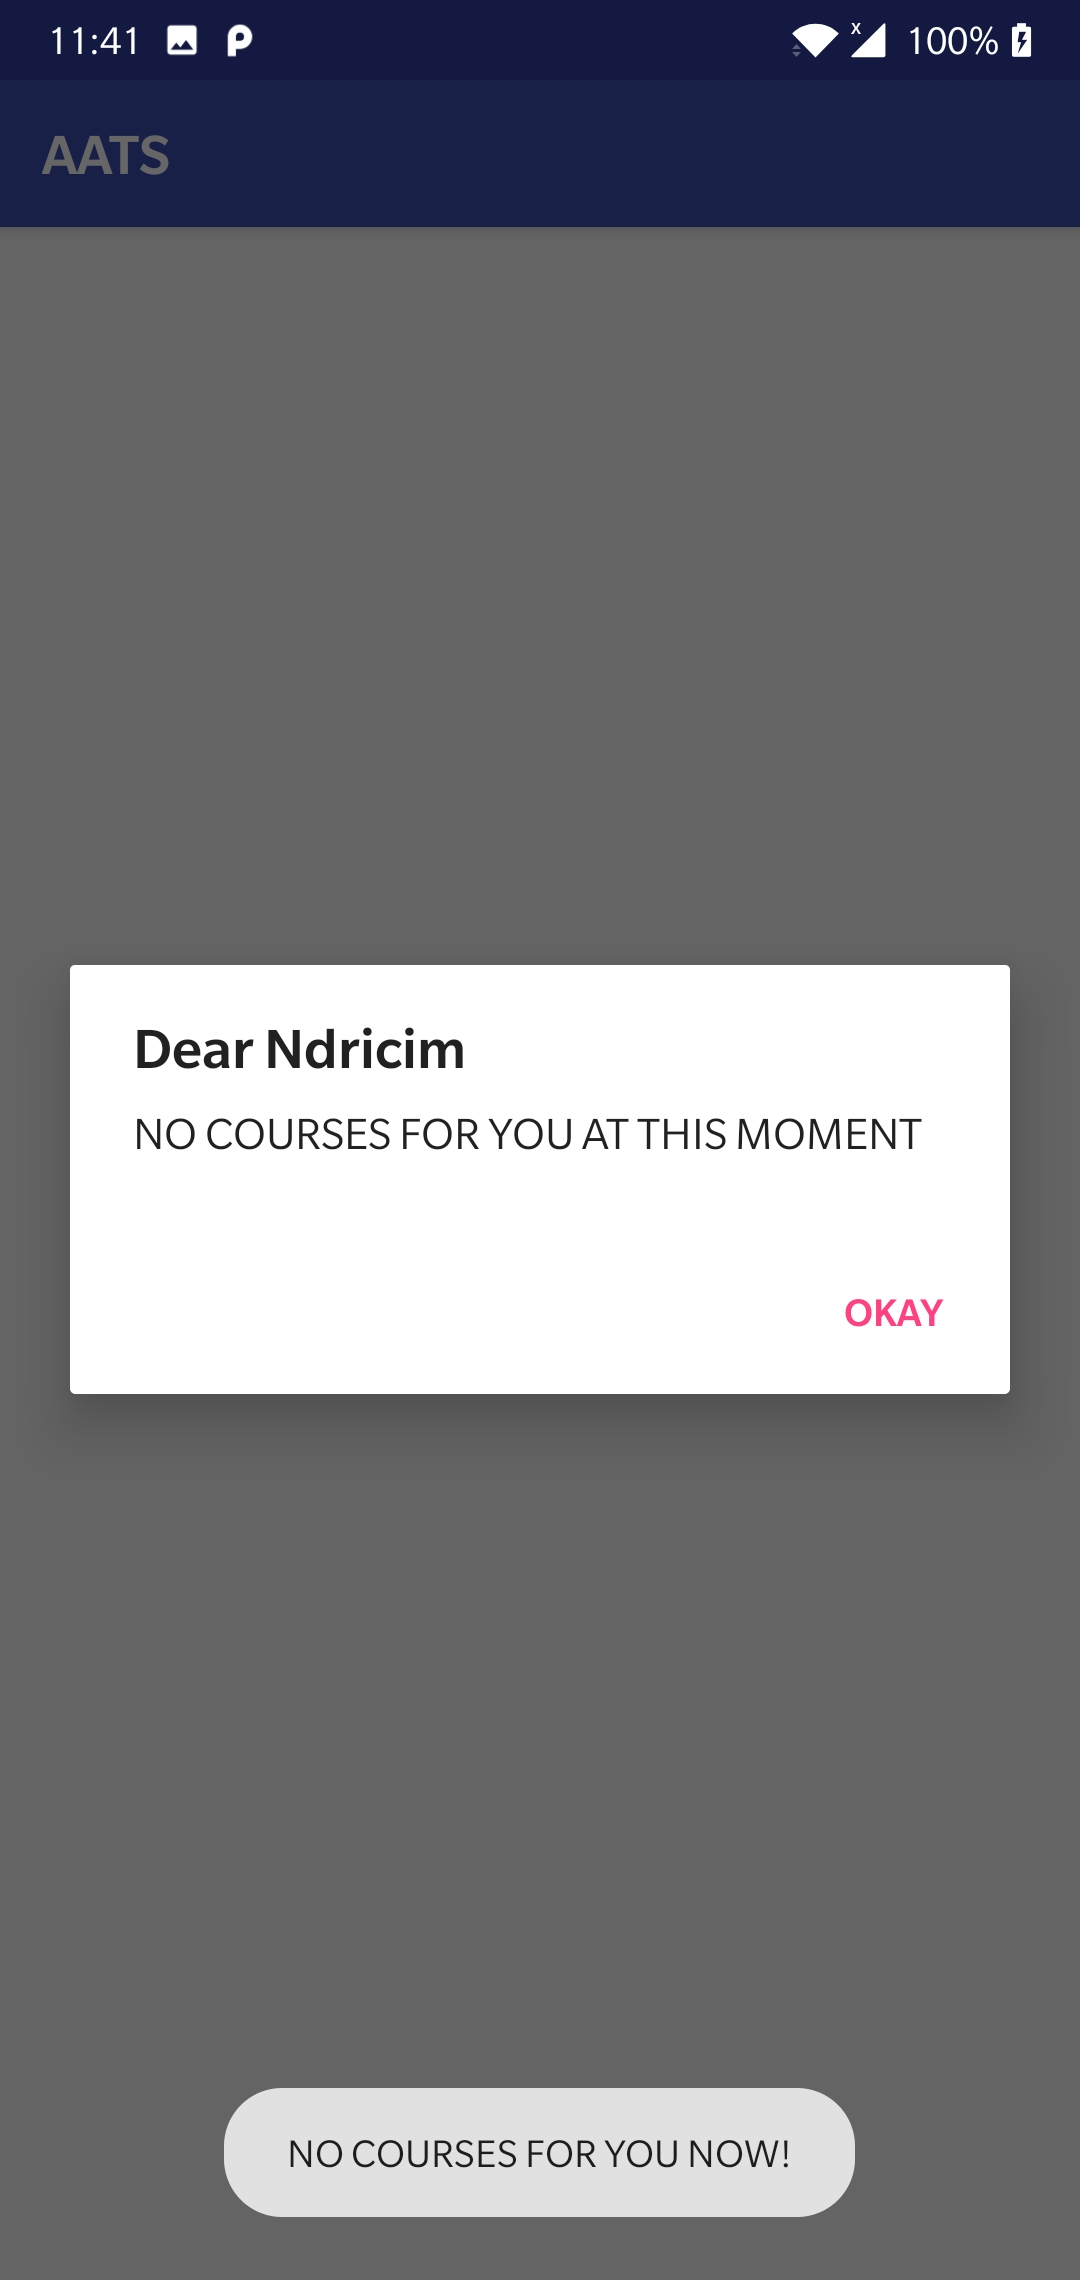 11:41
100%
AATS
Dear Ndricim
NO COURSES FOR YOU AT THIS MOMENT
OKAY
NO COURSES FOR YOU NOW!